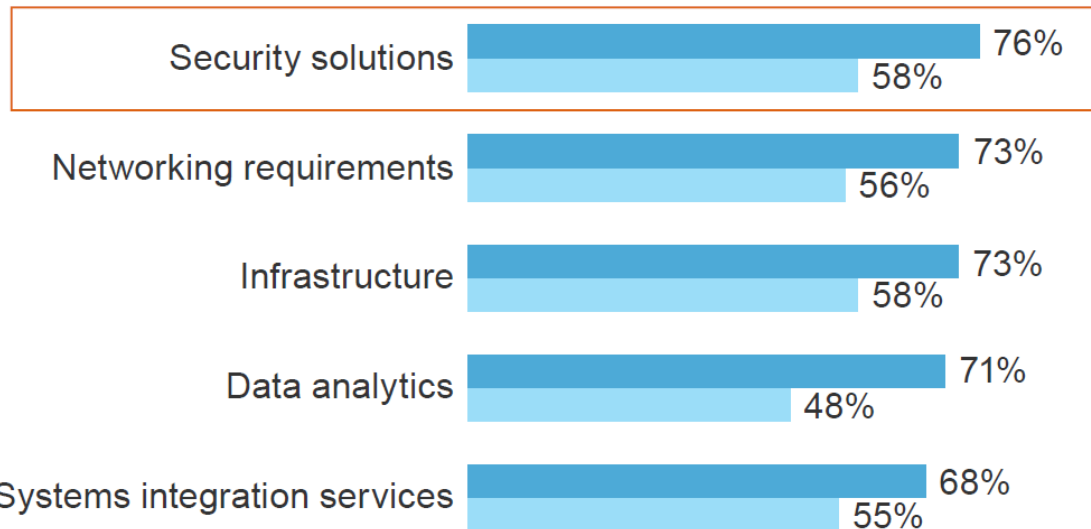 Security solutions
76%
58%
Networking requirements
73%
56%
Infrastructure
73%
58%
Data analytics
71%
48%
Systems integration services
68%
55%